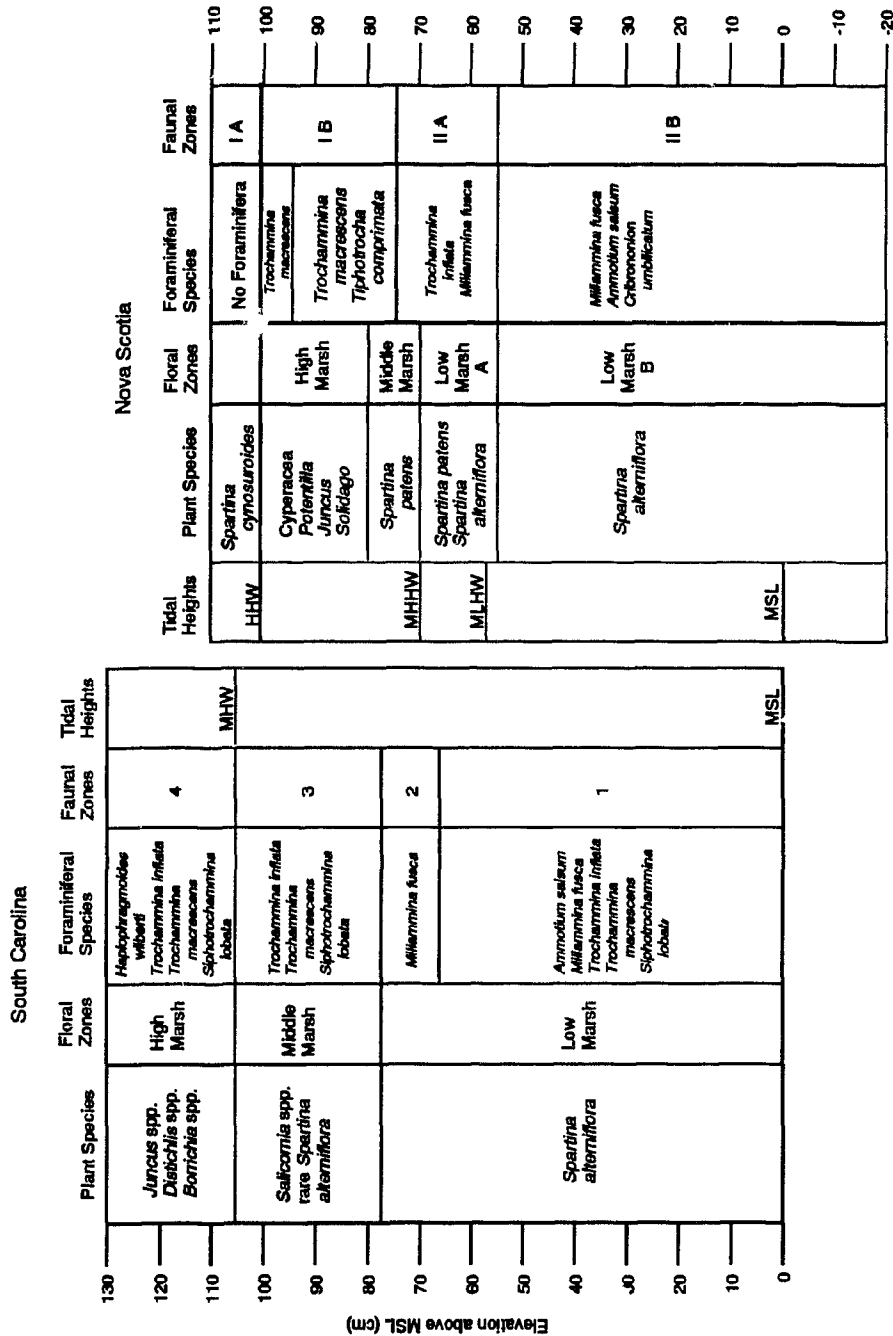 South Carolina
Plant Species
Floral
Zones
Foraminiferal
Species
Faunal
Zones
Tidal
Heights
Elevation above MSL (cm)
130
120
110
100
90
80
70
60
50
40
30
20
10
0
Juncus spp.
Distichlis spp.
Borrichia spp.
High
Marsh
Haplophragmoides
wilberti
Trochammina inflata
Trochammina
macrescens
Siphotrochammina
lobata
4
MHW
Salicornia spp.
rare Spartina
alterniflora
Middle
Marsh
Trochammina inflata
Trochammina
macrescens
Siphotrochammina
lobata
3
Miliammina fusca
2
Spartina
alterniflora
Low
Marsh
Ammotium salsum
Miliammina fusca
Trochammina inflata
Trochammina
macrescens
Siphotrochammina
lobata
1
MSL
Nova Scotia
Tidal
Heights
Plant Species
Floral
Zones
Foraminiferal
Species
Faunal
Zones
HHW
Spartina
cynosuroides
No Foraminifera
I A
Cyperacea
Potentilla
Juncus
Solidago
High
Marsh
Trochammina
macrescens
Trochammina
macrescens
Tiphotrocha
comprimata
I B
MHHW
Spartina
patens
Middle
Marsh
MLHW
Spartina patens
Spartina
alterniflora
Low
Marsh
A
Trochammina
inflata
Miliammina fusca
II A
Spartina
alterniflora
Low
Marsh
B
Miliammina fusca
Ammotium salsum
Cribrononion
umbilicatum
II B
MSL
110
100
90
80
70
60
50
40
30
20
10
0
-10
-20